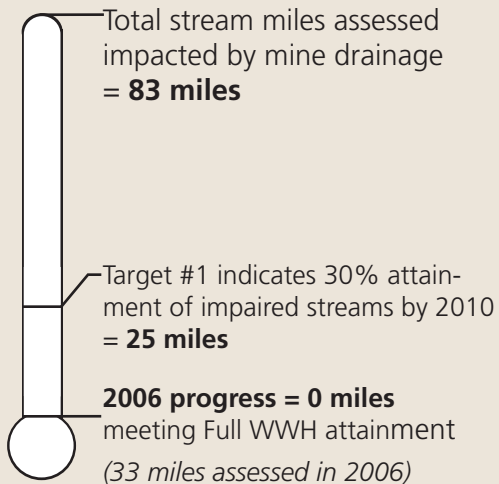 Total stream miles assessed
impacted by mine drainage
= 83 miles
Target #1 indicates 30% attain-
ment of impaired streams by 2010
= 25 miles
2006 progress = 0 miles
meeting Full WWH attainment
(33 miles assessed in 2006)